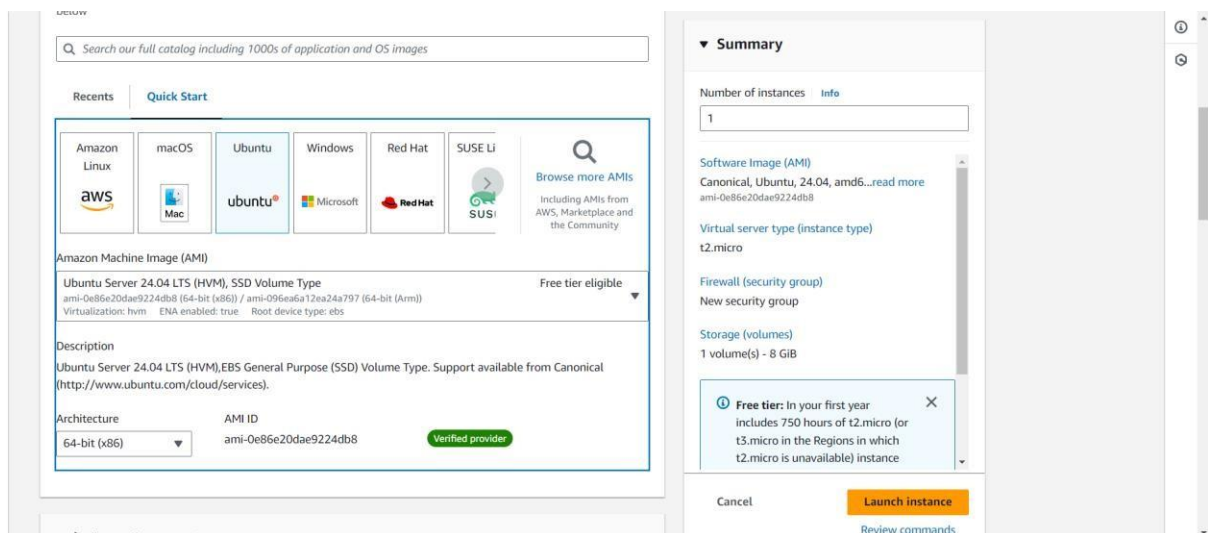 below
Search our full catalog including 1000s of application and OS images
Recents
Quick Start
Amazon
Linux
aws
macOS
Mac
Ubuntu
ubuntu®
Windows
Microsoft
Red Hat
Red Hat
SUSE Li
SUS
Browse more AMIs
Including AMIs from
AWS, Marketplace and
the Community
Amazon Machine Image (AMI)
Ubuntu Server 24.04 LTS (HVM), SSD Volume Type
Free tier eligible
ami-0e86e20dae9224db8 (64-bit (x86)) / ami-096ea6a12ea24a797 (64-bit (Arm))
Virtualization: hvm ENA enabled: true Root device type: ebs
Description
Ubuntu Server 24.04 LTS (HVM),EBS General Purpose (SSD) Volume Type. Support available from Canonical
(http://www.ubuntu.com/cloud/services).
Architecture
AMI ID
64-bit (x86)
ami-0e86e20dae9224db8
Verified provider
Summary
Number of instances Info
1
Software Image (AMI)
Canonical, Ubuntu, 24.04, amd6...read more
ami-0e86e20dae9224db8
Virtual server type (instance type)
t2.micro
Firewall (security group)
New security group
Storage (volumes)
1 volume(s) - 8 GiB
Free tier: In your first year
includes 750 hours of t2.micro (or
t3.micro in the Regions in which
t2.micro is unavailable) instance
Cancel
Launch instance
Review commands